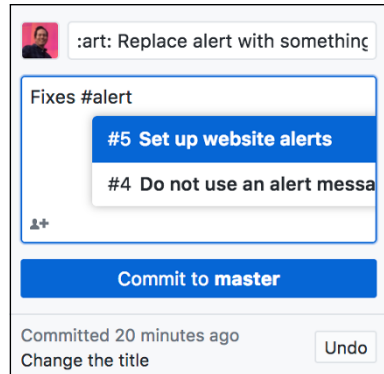 :art: Replace alert with something
Fixes #alert
#5 Set up website alerts
#4 Do not use an alert messa
Commit to master
Committed 20 minutes ago
Change the title
Undo